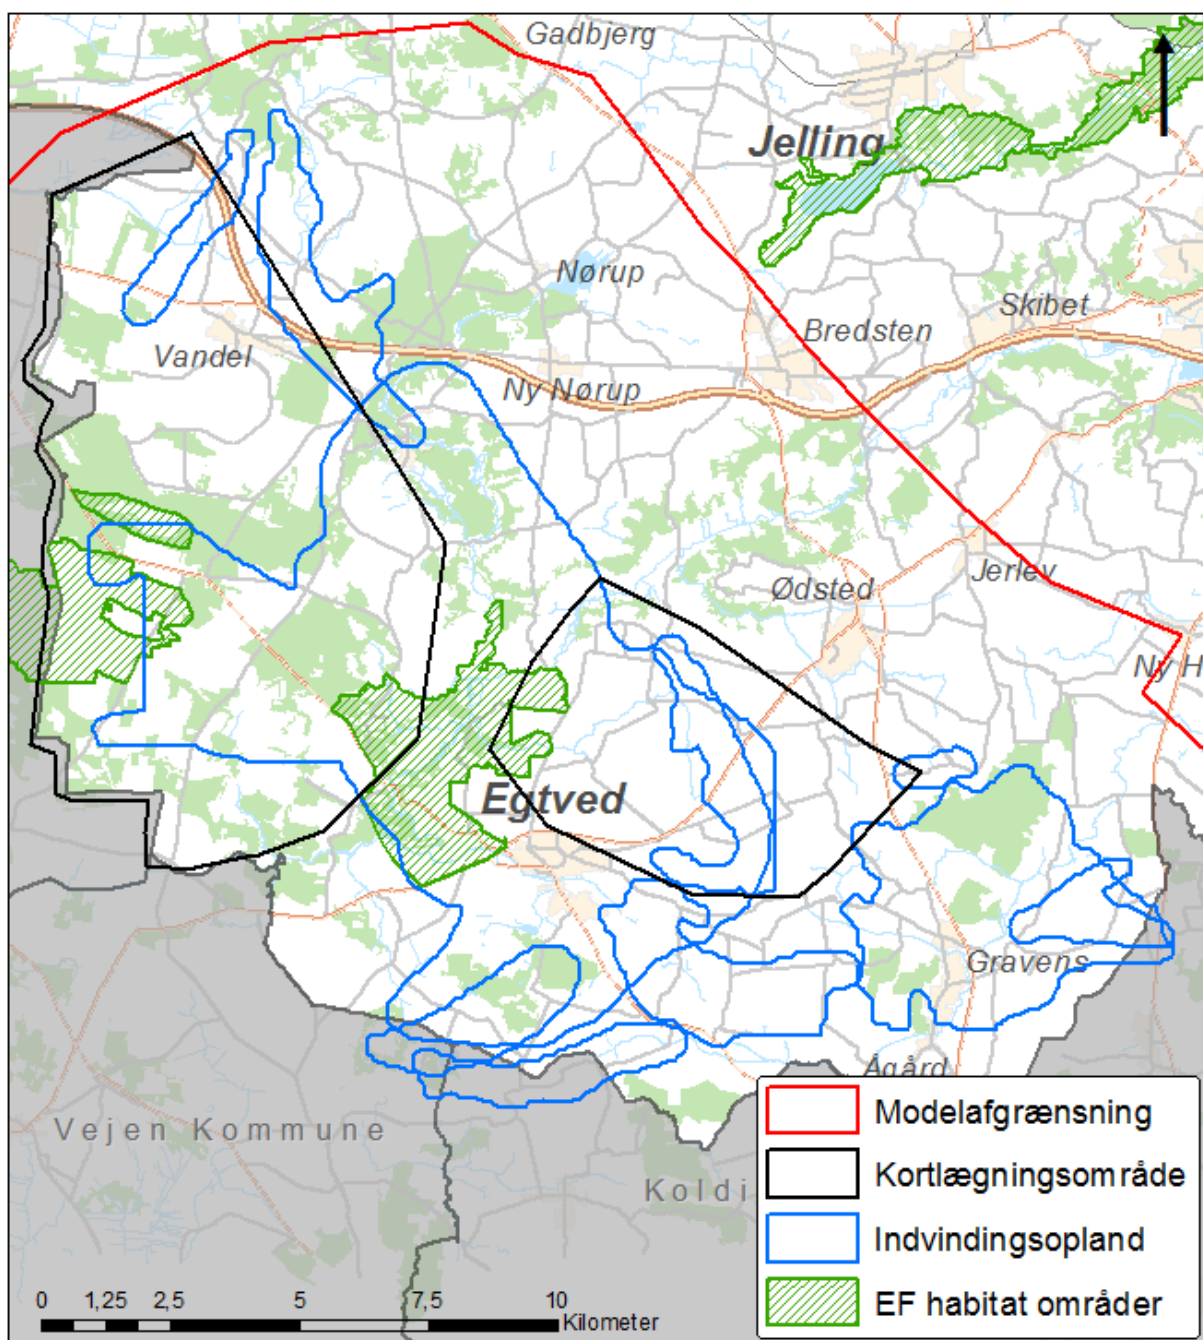 Gadbjerg
Jelling
Nørup
Skibet
Bredsten
Vandel
Ny Nørup
Jerlev
Ødsted
Ny H
Egtved
Gravens
Ågård
Vejen Kommune
Koldi
Modelafgrænsning
Kortlægningsområde
Indvindingsopland
EF habitat områder
0 1,25 2,5 5 7,5 10
Kilometer